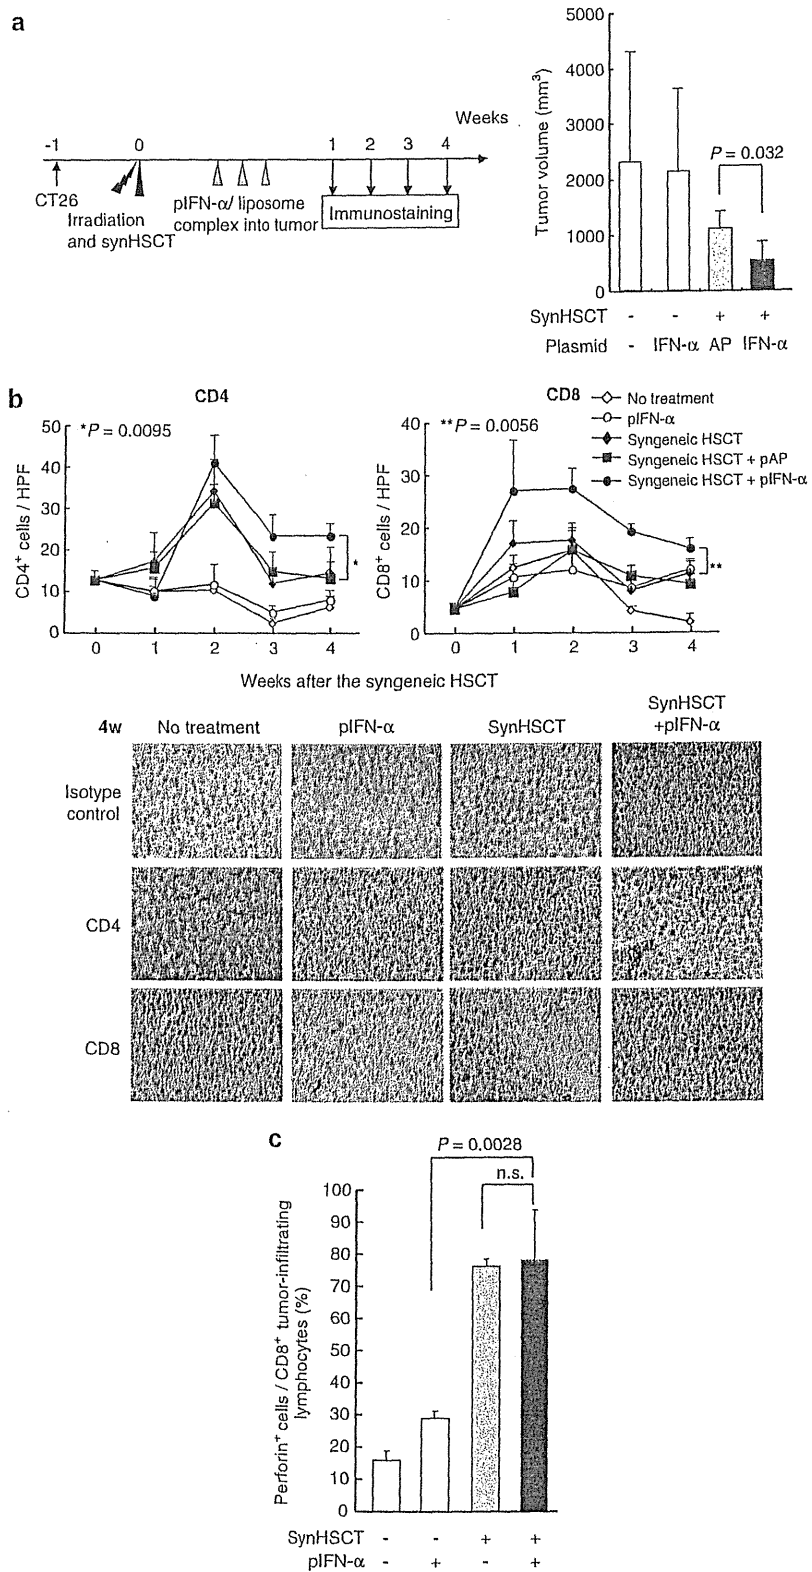 a
Weeks
-1 0 1 2 3 4
CT26
Irradiation
and synHSCT
pIFN-α/ liposome
complex into tumor
Immunostaining
Tumor volume (mm³)
5000
4000
3000
2000
1000
0
P = 0.032
SynHSCT - - + +
Plasmid - IFN-α AP IFN-α
b
CD4
*P = 0.0095
CD4⁺ cells / HPF
50
40
30
20
10
0
0 1 2 3 4
*
CD8
**P = 0.0056
CD8⁺ cells / HPF
40
30
20
10
0
0 1 2 3 4
**
No treatment
pIFN-α
Syngeneic HSCT
Syngeneic HSCT + pAP
Syngeneic HSCT + pIFN-α
Weeks after the syngeneic HSCT
4w No treatment pIFN-α SynHSCT SynHSCT
+pIFN-α
Isotype
control
CD4
CD8
c
P = 0.0028
n.s.
Perforin⁺ cells / CD8⁺ tumor-infiltrating
lymphocytes (%)
100
90
80
70
60
50
40
30
20
10
0
SynHSCT - - + +
pIFN-α - + - +